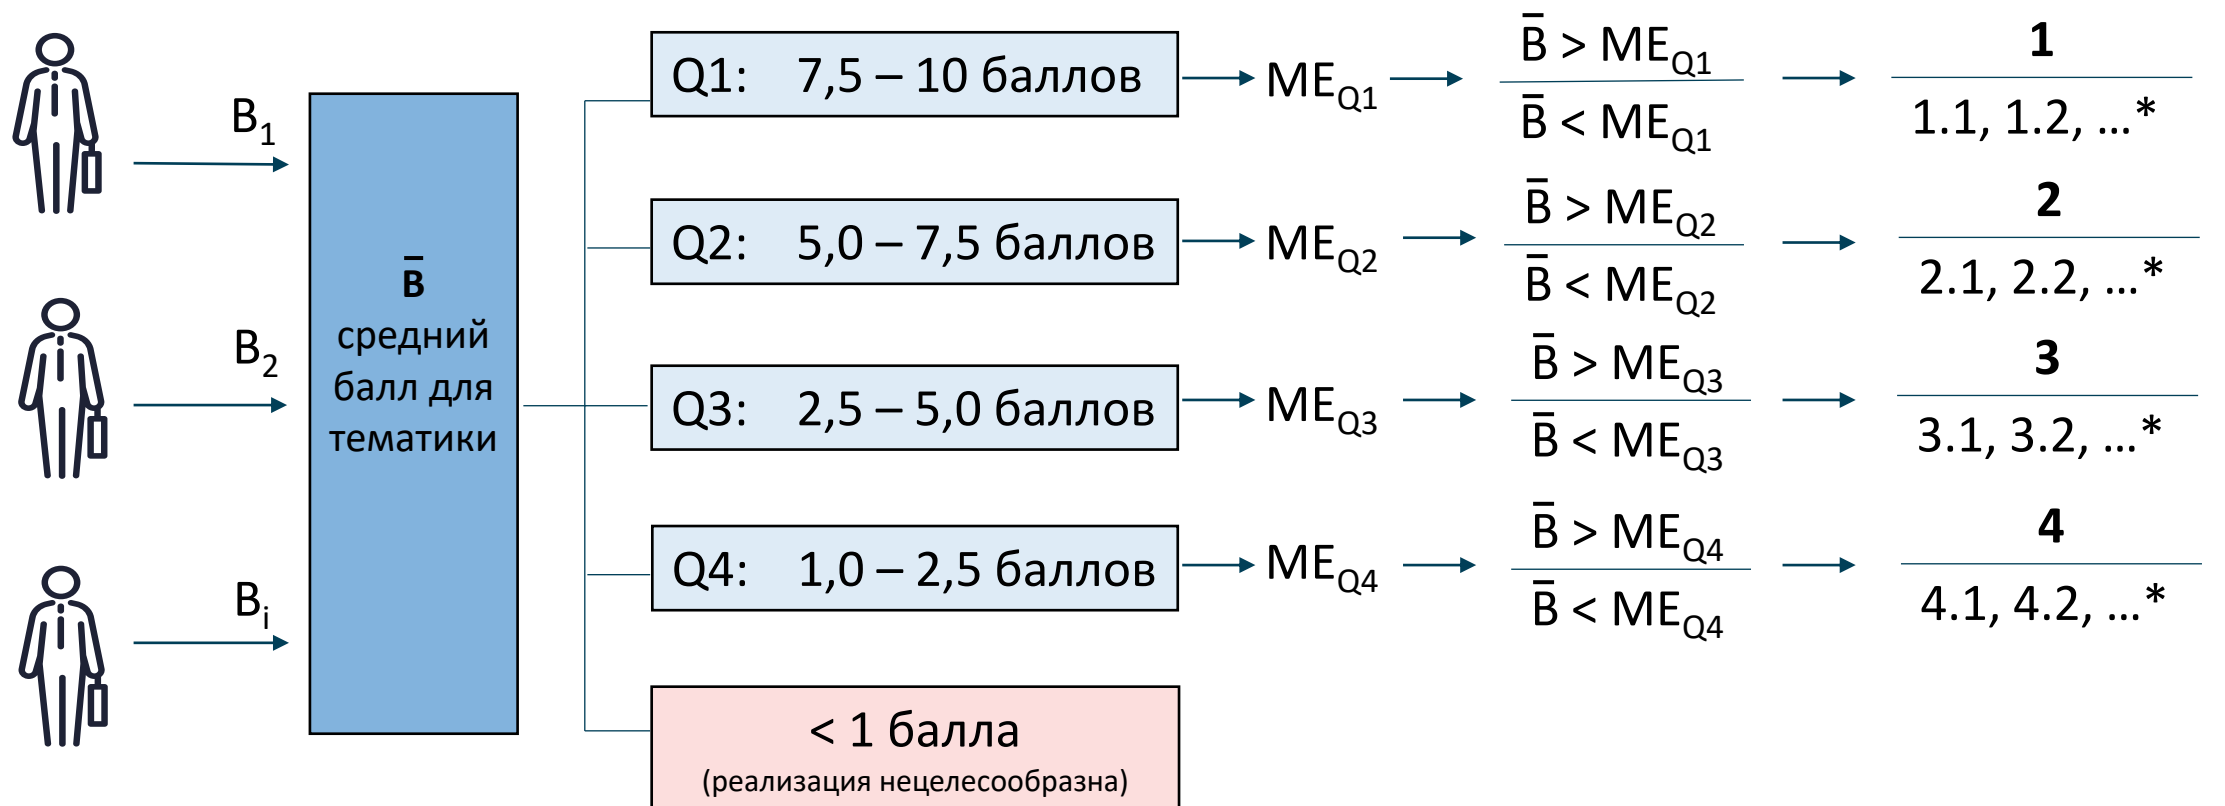 B1
B2
Bi
B̅
средний
балл для
тематики
Q1: 7,5 – 10 баллов
MEQ1
B̅ > MEQ1
B̅ < MEQ1
1
1.1, 1.2, ...*
Q2: 5,0 – 7,5 баллов
MEQ2
B̅ > MEQ2
B̅ < MEQ2
2
2.1, 2.2, ...*
Q3: 2,5 – 5,0 баллов
MEQ3
B̅ > MEQ3
B̅ < MEQ3
3
3.1, 3.2, ...*
Q4: 1,0 – 2,5 баллов
MEQ4
B̅ > MEQ4
B̅ < MEQ4
4
4.1, 4.2, ...*
< 1 балла
(реализация нецелесообразна)